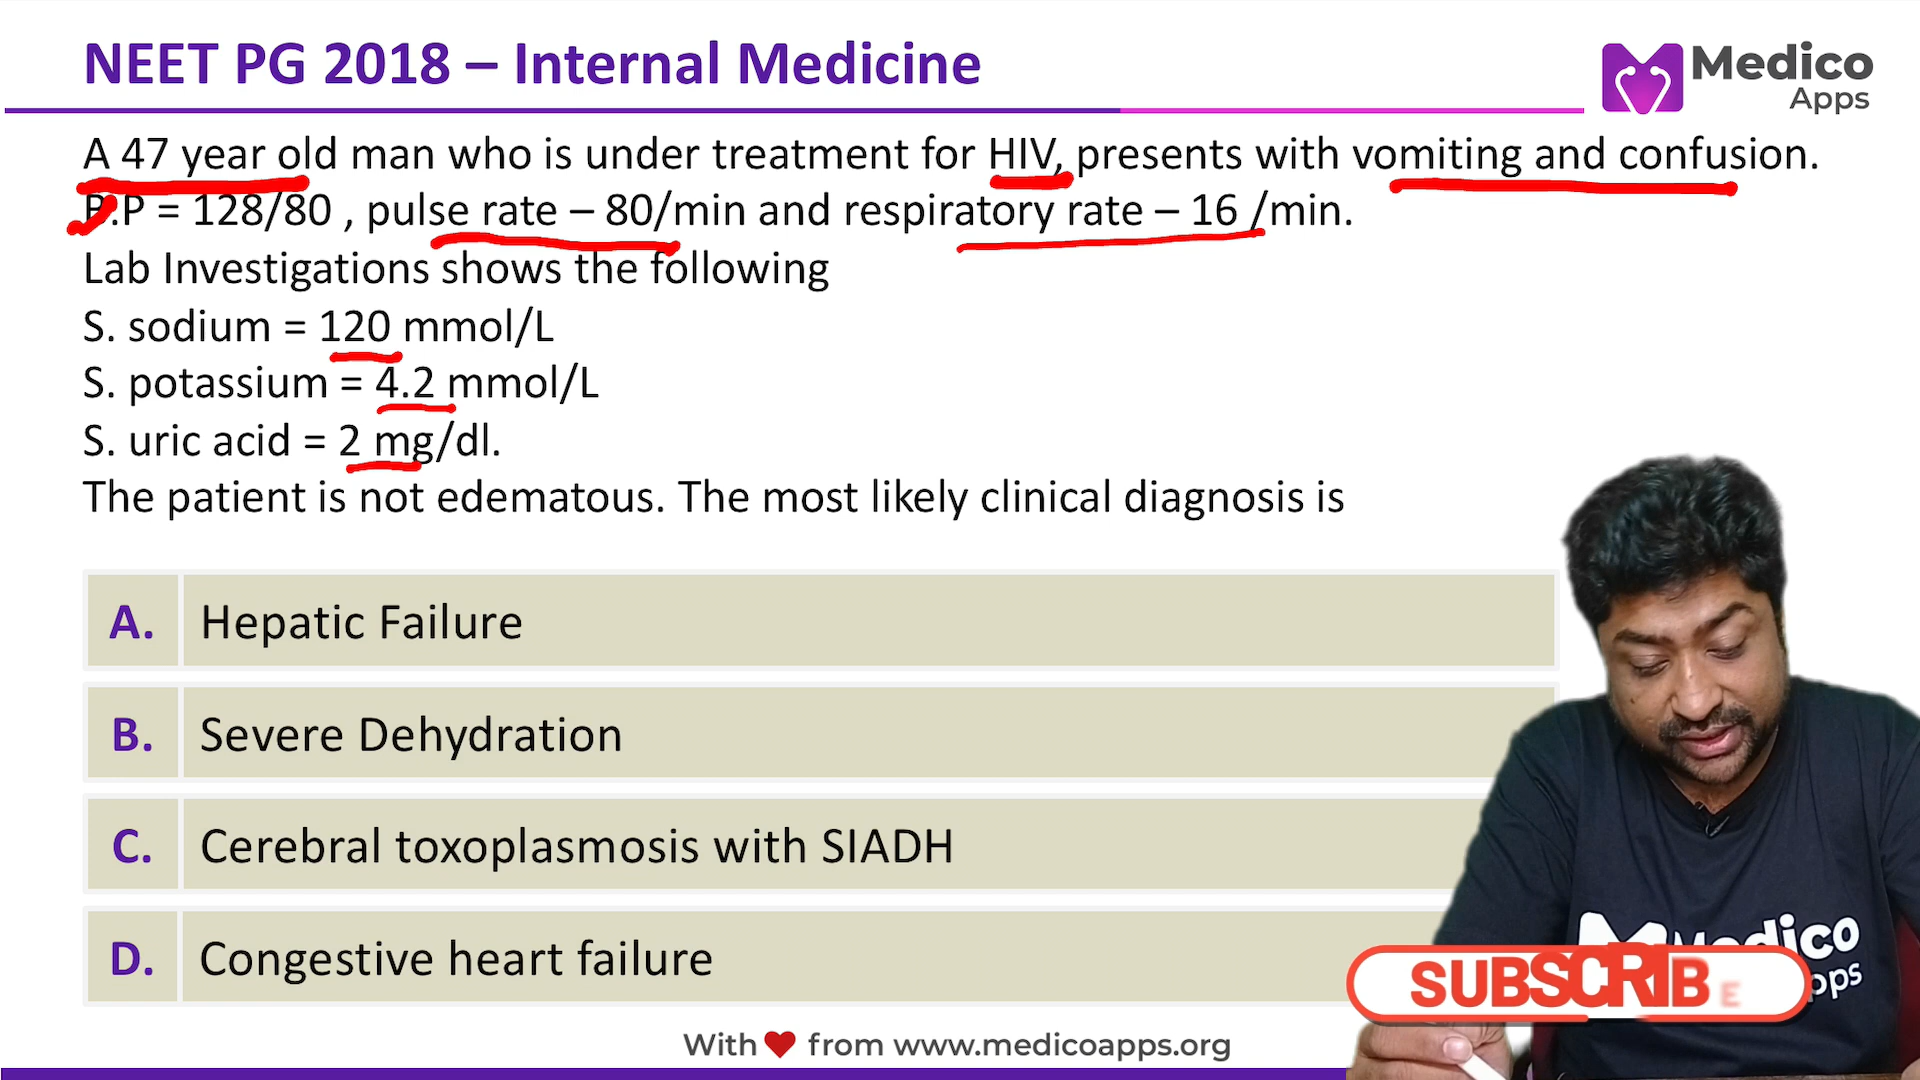 NEET PG 2018 – Internal Medicine
Medico
Apps
A 47 year old man who is under treatment for HIV, presents with vomiting and confusion.
B.P = 128/80 , pulse rate – 80/min and respiratory rate – 16 /min.
Lab Investigations shows the following
S. sodium = 120 mmol/L
S. potassium = 4.2 mmol/L
S. uric acid = 2 mg/dl.
The patient is not edematous. The most likely clinical diagnosis is
A. Hepatic Failure
B. Severe Dehydration
C. Cerebral toxoplasmosis with SIADH
D. Congestive heart failure
Medico
pps
SUBSCRIBE
With ❤ from www.medicoapps.org